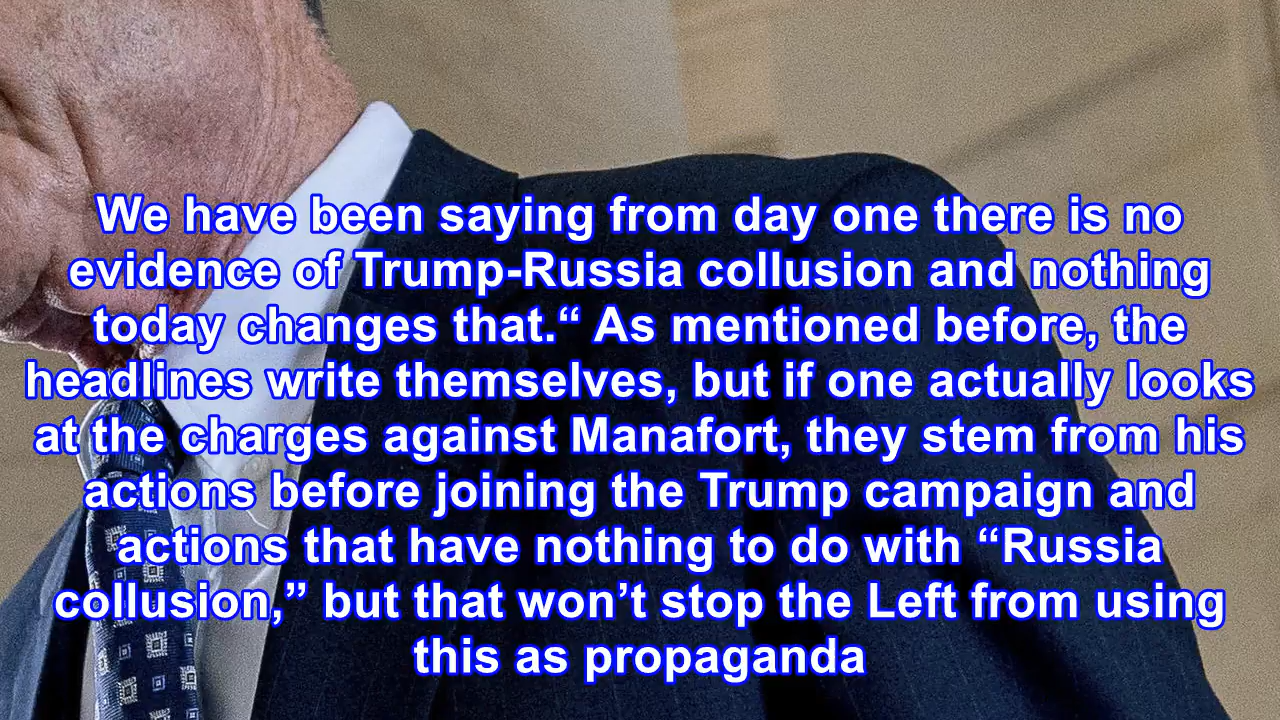 We have been saying from day one there is no
evidence of Trump-Russia collusion and nothing
today changes that.“ As mentioned before, the
headlines write themselves, but if one actually looks
at the charges against Manafort, they stem from his
actions before joining the Trump campaign and
actions that have nothing to do with “Russia
collusion,” but that won’t stop the Left from using
this as propaganda